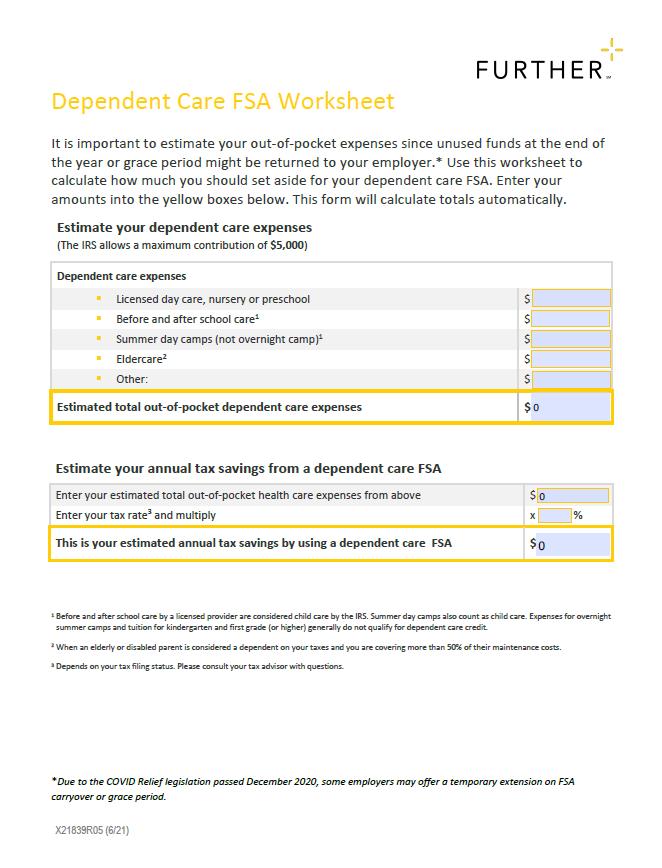 FURTHER℠
Dependent Care FSA Worksheet
It is important to estimate your out-of-pocket expenses since unused funds at the end of
the year or grace period might be returned to your employer.* Use this worksheet to
calculate how much you should set aside for your dependent care FSA. Enter your
amounts into the yellow boxes below. This form will calculate totals automatically.
Estimate your dependent care expenses
(The IRS allows a maximum contribution of $5,000)
Dependent care expenses
▪ Licensed day care, nursery or preschool $
▪ Before and after school care¹ $
▪ Summer day camps (not overnight camp)¹ $
▪ Eldercare² $
▪ Other: $
Estimated total out-of-pocket dependent care expenses $ 0
Estimate your annual tax savings from a dependent care FSA
Enter your estimated total out-of-pocket health care expenses from above $ 0
Enter your tax rate³ and multiply x %
This is your estimated annual tax savings by using a dependent care FSA $ 0
¹ Before and after school care by a licensed provider are considered child care by the IRS. Summer day camps also count as child care. Expenses for overnight
summer camps and tuition for kindergarten and first grade (or higher) generally do not qualify for dependent care credit.
² When an elderly or disabled parent is considered a dependent on your taxes and you are covering more than 50% of their maintenance costs.
³ Depends on your tax filing status. Please consult your tax advisor with questions.
*Due to the COVID Relief legislation passed December 2020, some employers may offer a temporary extension on FSA
carryover or grace period.
X21839R05 (6/21)